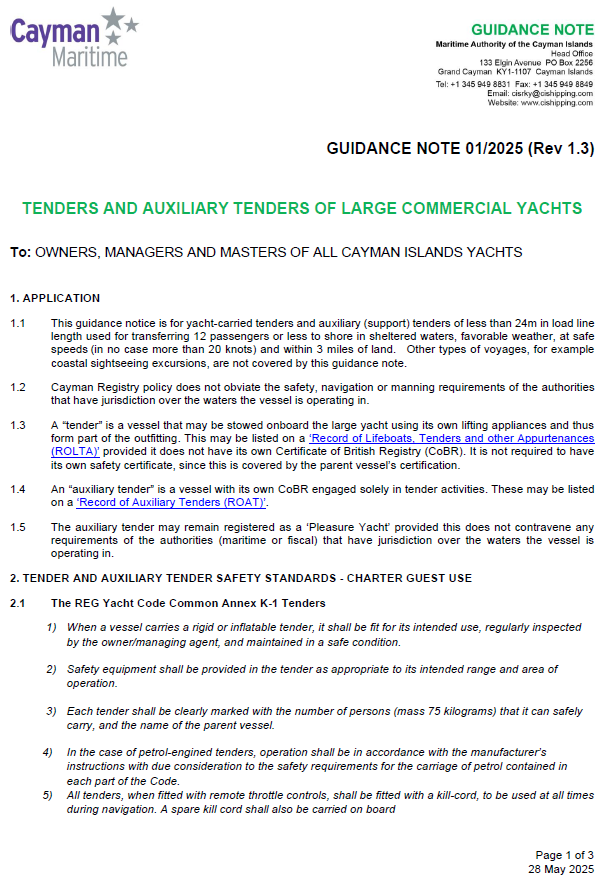 Cayman
Maritime
GUIDANCE NOTE
Maritime Authority of the Cayman Islands
Head Office
133 Elgin Avenue PO Box 2256
Grand Cayman KY1-1107 Cayman Islands
Tel: +1 345 949 8831 Fax: +1 345 949 8849
Email: cisrky@cishipping.com
Website: www.cishipping.com
GUIDANCE NOTE 01/2025 (Rev 1.3)
TENDERS AND AUXILIARY TENDERS OF LARGE COMMERCIAL YACHTS
To: OWNERS, MANAGERS AND MASTERS OF ALL CAYMAN ISLANDS YACHTS
1. APPLICATION
1.1 This guidance notice is for yacht-carried tenders and auxiliary (support) tenders of less than 24m in load line
length used for transferring 12 passengers or less to shore in sheltered waters, favorable weather, at safe
speeds (in no case more than 20 knots) and within 3 miles of land. Other types of voyages, for example
coastal sightseeing excursions, are not covered by this guidance note.
1.2 Cayman Registry policy does not obviate the safety, navigation or manning requirements of the authorities
that have jurisdiction over the waters the vessel is operating in.
1.3 A “tender” is a vessel that may be stowed onboard the large yacht using its own lifting appliances and thus
form part of the outfitting. This may be listed on a ‘Record of Lifeboats, Tenders and other Appurtenances
(ROLTA)’ provided it does not have its own Certificate of British Registry (CoBR). It is not required to have
its own safety certificate, since this is covered by the parent vessel’s certification.
1.4 An “auxiliary tender” is a vessel with its own CoBR engaged solely in tender activities. These may be listed
on a ‘Record of Auxiliary Tenders (ROAT)’.
1.5 The auxiliary tender may remain registered as a ‘Pleasure Yacht’ provided this does not contravene any
requirements of the authorities (maritime or fiscal) that have jurisdiction over the waters the vessel is
operating in.
2. TENDER AND AUXILIARY TENDER SAFETY STANDARDS - CHARTER GUEST USE
2.1 The REG Yacht Code Common Annex K-1 Tenders
1) When a vessel carries a rigid or inflatable tender, it shall be fit for its intended use, regularly inspected
by the owner/managing agent, and maintained in a safe condition.
2) Safety equipment shall be provided in the tender as appropriate to its intended range and area of
operation.
3) Each tender shall be clearly marked with the number of persons (mass 75 kilograms) that it can safely
carry, and the name of the parent vessel.
4) In the case of petrol-engined tenders, operation shall be in accordance with the manufacturer’s
instructions with due consideration to the safety requirements for the carriage of petrol contained in
each part of the Code.
5) All tenders, when fitted with remote throttle controls, shall be fitted with a kill-cord, to be used at all times
during navigation. A spare kill cord shall also be carried on board
Page 1 of 3
28 May 2025